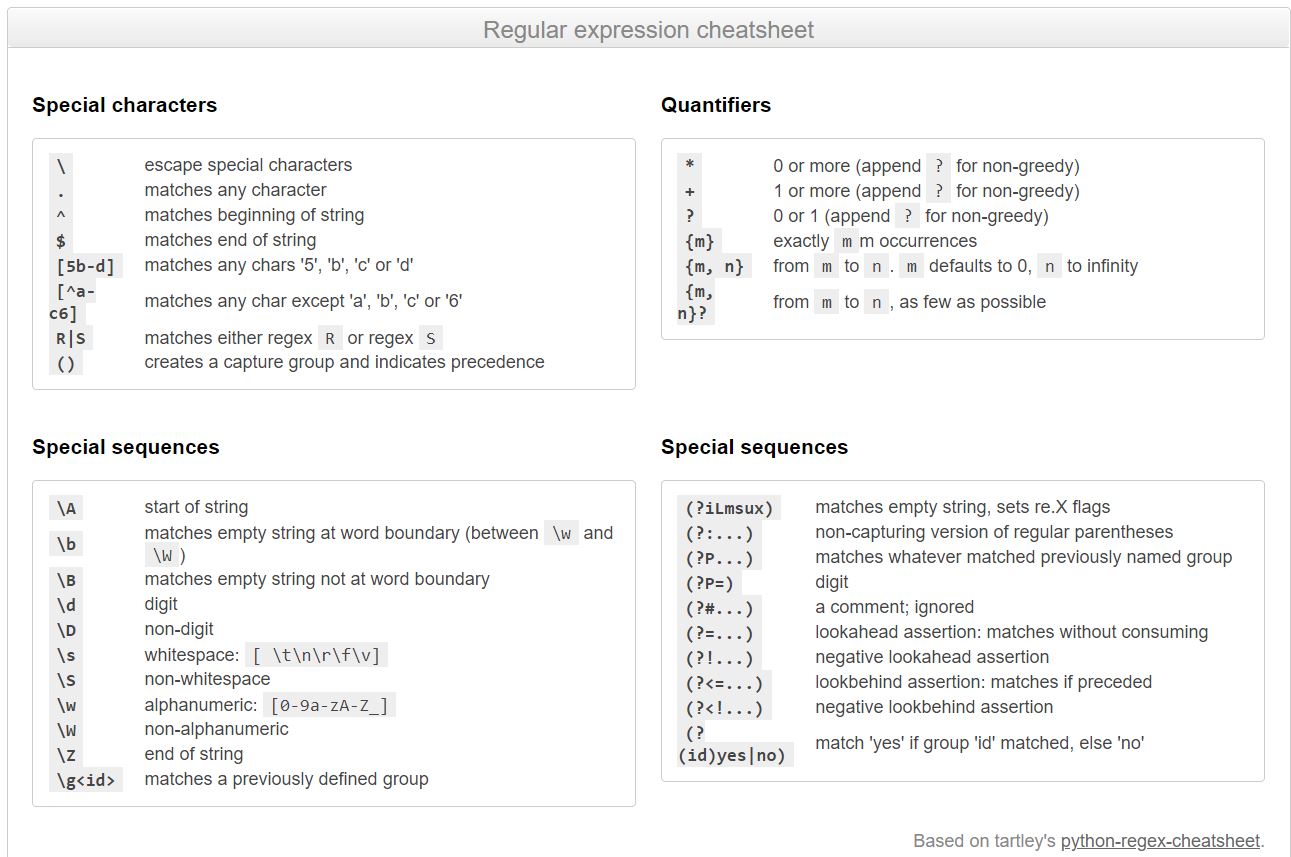 Regular expression cheatsheet
Special characters
\ escape special characters
. matches any character
^ matches beginning of string
$ matches end of string
[5b-d] matches any chars '5', 'b', 'c' or 'd'
[^a-
c6] matches any char except 'a', 'b', 'c' or '6'
R|S matches either regex R or regex S
() creates a capture group and indicates precedence
Quantifiers
* 0 or more (append ? for non-greedy)
+ 1 or more (append ? for non-greedy)
? 0 or 1 (append ? for non-greedy)
{m} exactly m m occurrences
{m, n} from m to n . m defaults to 0, n to infinity
{m,
n}? from m to n , as few as possible
Special sequences
\A start of string
\b matches empty string at word boundary (between \w and
\W )
\B matches empty string not at word boundary
\d digit
\D non-digit
\s whitespace: [ \t\n\r\f\v]
\S non-whitespace
\w alphanumeric: [0-9a-zA-Z_]
\W non-alphanumeric
\Z end of string
\g<id> matches a previously defined group
Special sequences
(?iLmsux) matches empty string, sets re.X flags
(?:...) non-capturing version of regular parentheses
(?P...) matches whatever matched previously named group
(?P=) digit
(?#...) a comment; ignored
(?=...) lookahead assertion: matches without consuming
(?!...) negative lookahead assertion
(?<=...) lookbehind assertion: matches if preceded
(?<!...) negative lookbehind assertion
(?
(id)yes|no) match 'yes' if group 'id' matched, else 'no'
Based on tartley's python-regex-cheatsheet.